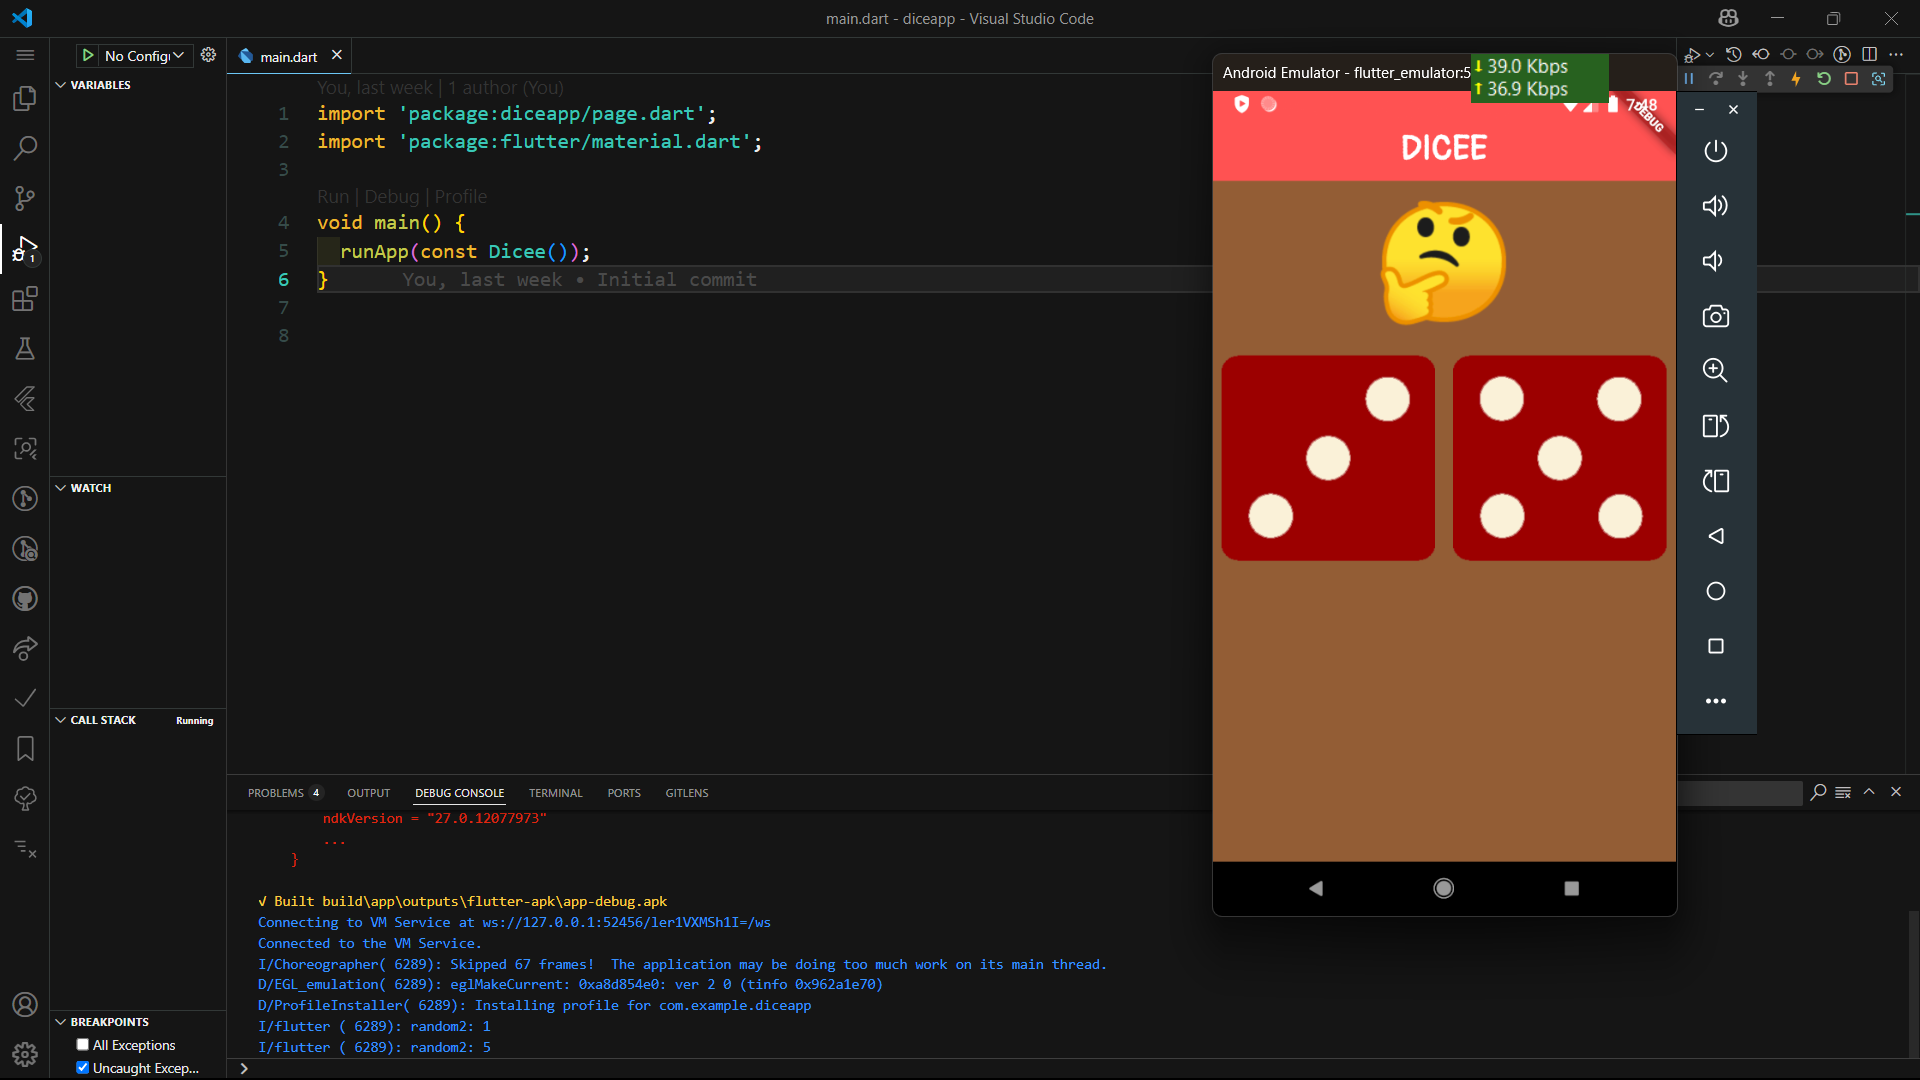 main.dart - diceapp - Visual Studio Code
No Config
main.dart
VARIABLES
WATCH
CALL STACK
Running
BREAKPOINTS
All Exceptions
Uncaught Excep...
1
You, last week | 1 author (You)
1 import 'package:diceapp/page.dart';
2 import 'package:flutter/material.dart';
3
Run | Debug | Profile
4 void main() {
5 runApp(const Dicee());
6 } You, last week • Initial commit
7
8
PROBLEMS 4 OUTPUT DEBUG CONSOLE TERMINAL PORTS GITLENS
ndkVersion = "27.0.12077973"
...
}
√ Built build\app\outputs\flutter-apk\app-debug.apk
Connecting to VM Service at ws://127.0.0.1:52456/ler1VXMSh1I=/ws
Connected to the VM Service.
I/Choreographer( 6289): Skipped 67 frames!  The application may be doing too much work on its main thread.
D/EGL_emulation( 6289): eglMakeCurrent: 0xa8d854e0: ver 2 0 (tinfo 0x962a1e70)
D/ProfileInstaller( 6289): Installing profile for com.example.diceapp
I/flutter ( 6289): random2: 1
I/flutter ( 6289): random2: 5
Android Emulator - flutter_emulator:5
39.0 Kbps
36.9 Kbps
7:48
DEBUG
DICEE